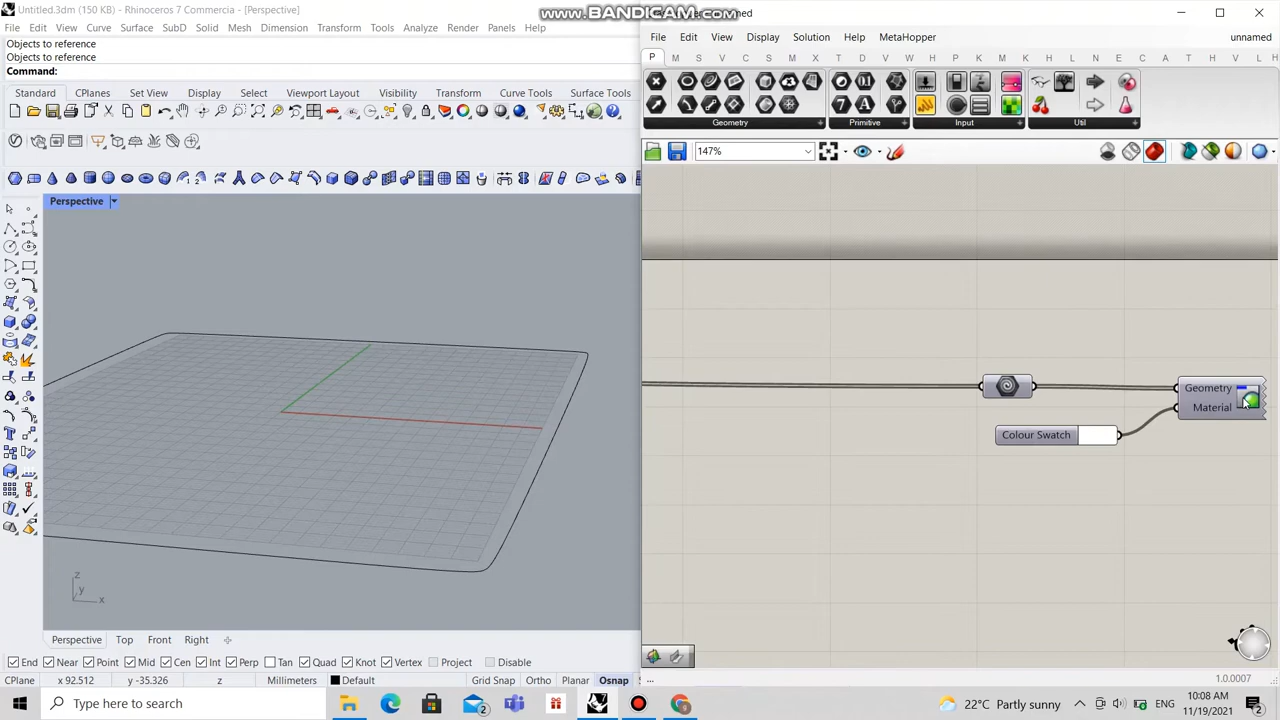 Untitled.3dm (150 KB) - Rhinoceros 7 Commercia - [Perspective]
www.BANDICAM.com
File Edit View Curve Surface SubD Solid Mesh Dimension Transform Tools Analyze Render Panels Help
Objects to reference
Objects to reference
Command:
Standard CPlanes Set View Display Select Viewport Layout Visibility Transform Curve Tools Surface Tools
Perspective
z
y
x
Perspective Top Front Right
End Near Point Mid Cen Int Perp Tan Quad Knot Vertex Project Disable
CPlane x 92.512 y -35.326 z Millimeters Default Grid Snap Ortho Planar Osnap
File Edit View Display Solution Help MetaHopper unnamed
P M S V C S M X T D A V W H P K M U Z N E C A T H V L
Geometry Primitive Input Util
147%
Geometry
Material
Colour Swatch
... 1.0.0007
Type here to search
22°C Partly sunny ENG
10:08 AM
11/19/2021
2